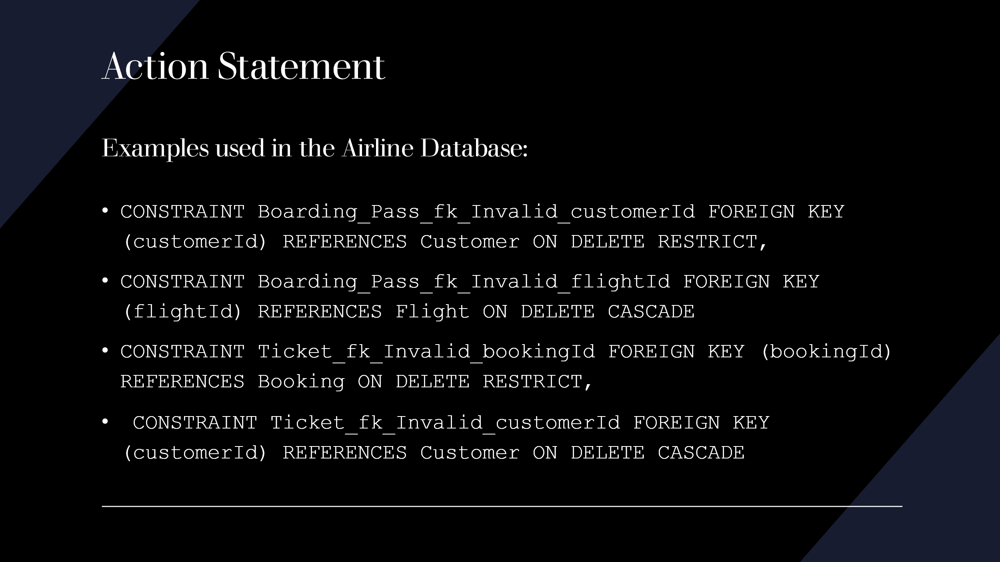 Action Statement
Examples used in the Airline Database:
• CONSTRAINT Boarding_Pass_fk_Invalid_customerId FOREIGN KEY
(customerId) REFERENCES Customer ON DELETE RESTRICT,
• CONSTRAINT Boarding_Pass_fk_Invalid_flightId FOREIGN KEY
(flightId) REFERENCES Flight ON DELETE CASCADE
• CONSTRAINT Ticket_fk_Invalid_bookingId FOREIGN KEY (bookingId)
REFERENCES Booking ON DELETE RESTRICT,
• CONSTRAINT Ticket_fk_Invalid_customerId FOREIGN KEY
(customerId) REFERENCES Customer ON DELETE CASCADE